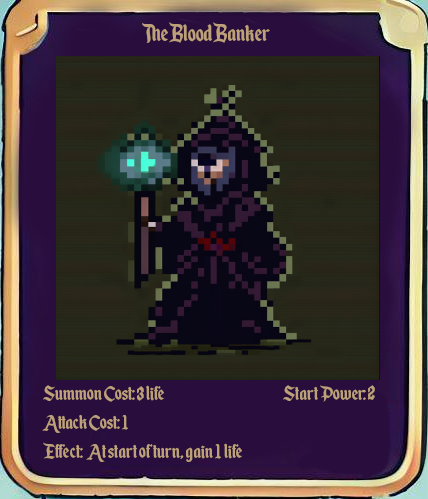 The Blood Banker
Summon Cost: 3 life
Start Power: 2
Attack Cost: 1
Effect: At start of turn, gain 1 life